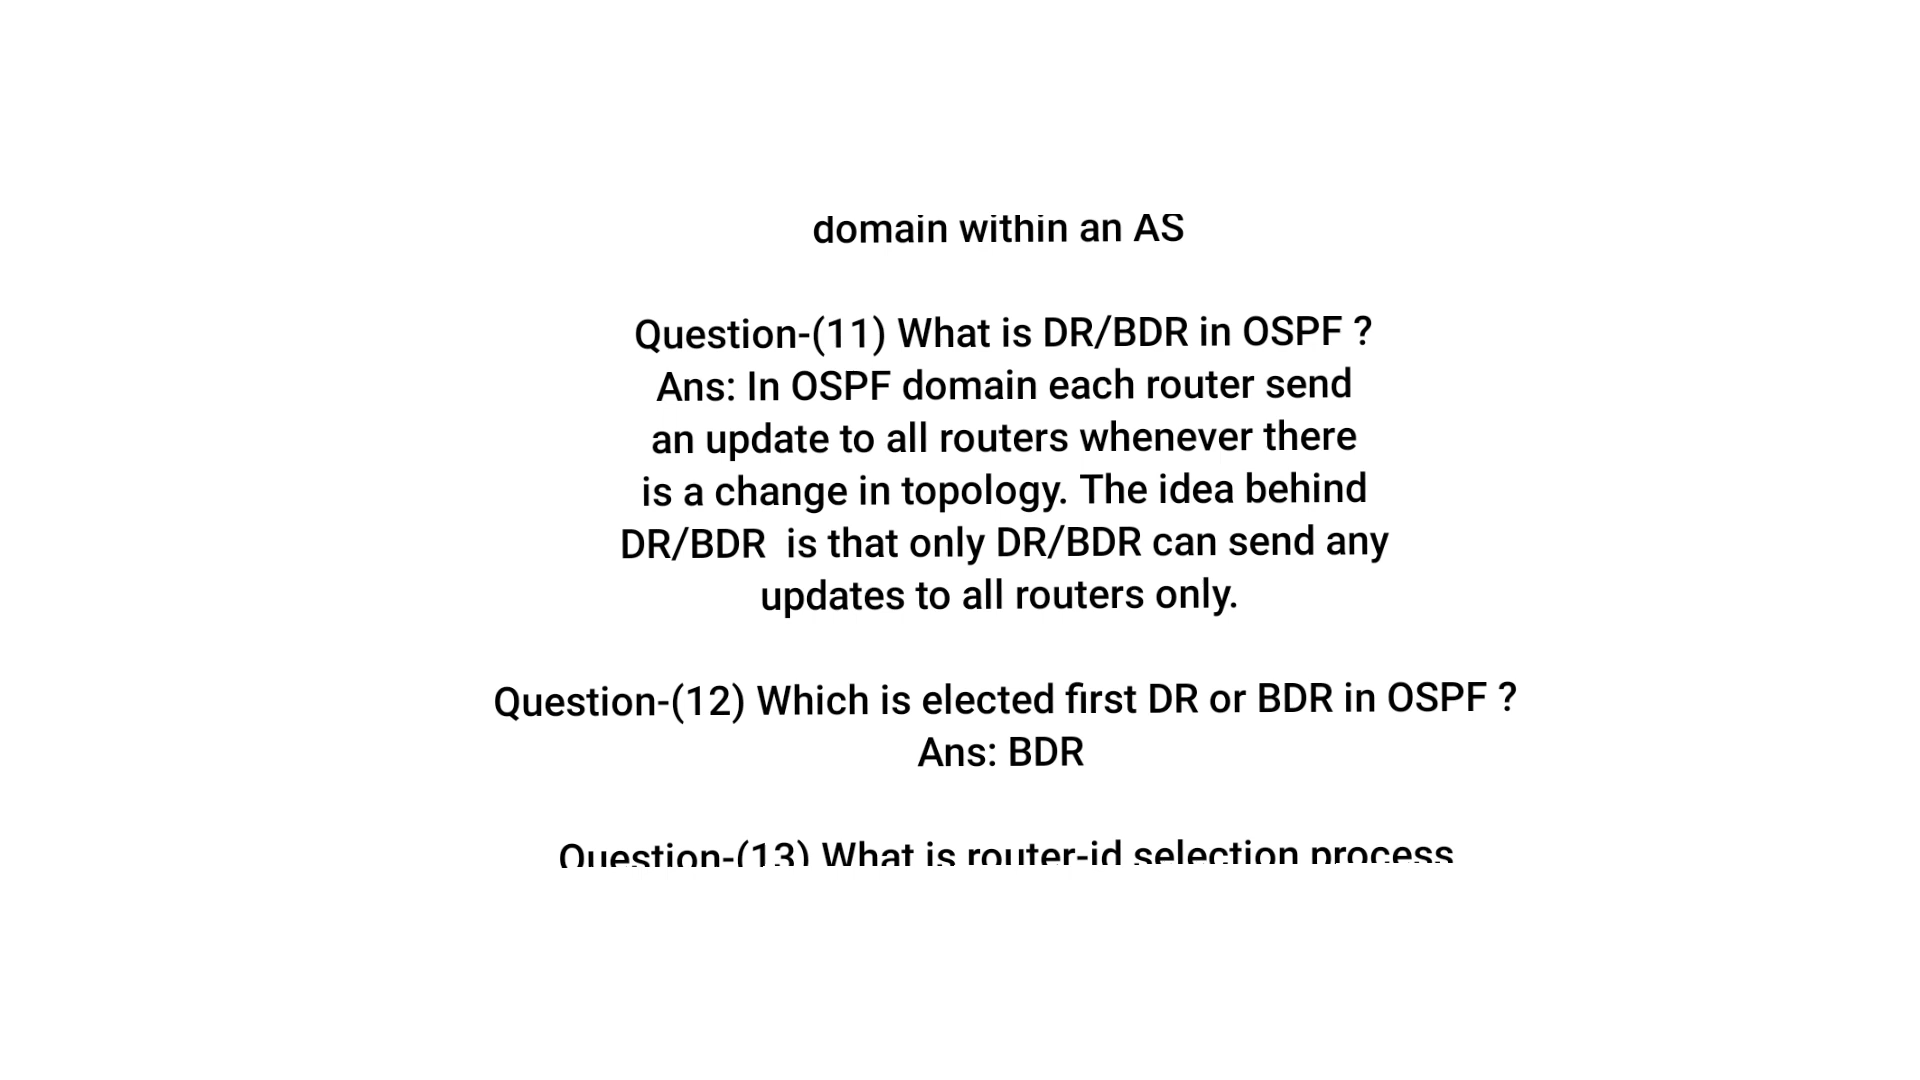 domain within an AS
Question-(11) What is DR/BDR in OSPF ?
Ans: In OSPF domain each router send
an update to all routers whenever there
is a change in topology. The idea behind
DR/BDR  is that only DR/BDR can send any
updates to all routers only.
Question-(12) Which is elected first DR or BDR in OSPF ?
Ans: BDR
Question-(13) What is router-id selection process